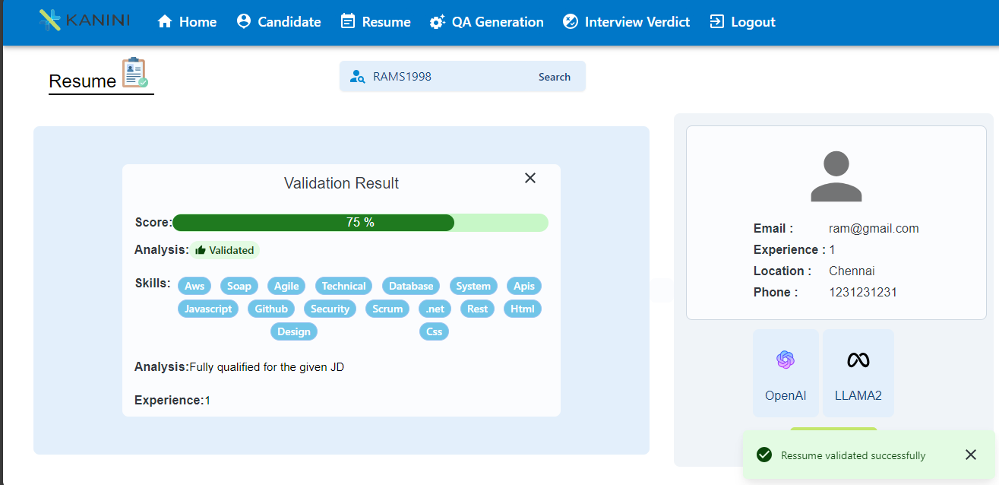 KANINI Home Candidate Resume QA Generation Interview Verdict Logout
Resume
RAMS1998 Search
Validation Result
Score: 75 %
Analysis: Validated
Skills: Aws Soap Agile Technical Database System Apis
Javascript Github Security Scrum .net Rest Html
Design Css
Analysis:Fully qualified for the given JD
Experience:1
Email : ram@gmail.com
Experience : 1
Location : Chennai
Phone : 1231231231
OpenAI LLAMA2
Ressume validated successfully